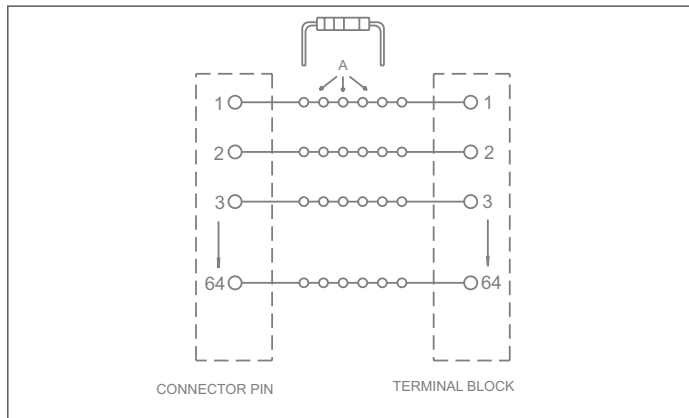 A
1 1
2 2
3 3
64 64
CONNECTOR PIN TERMINAL BLOCK